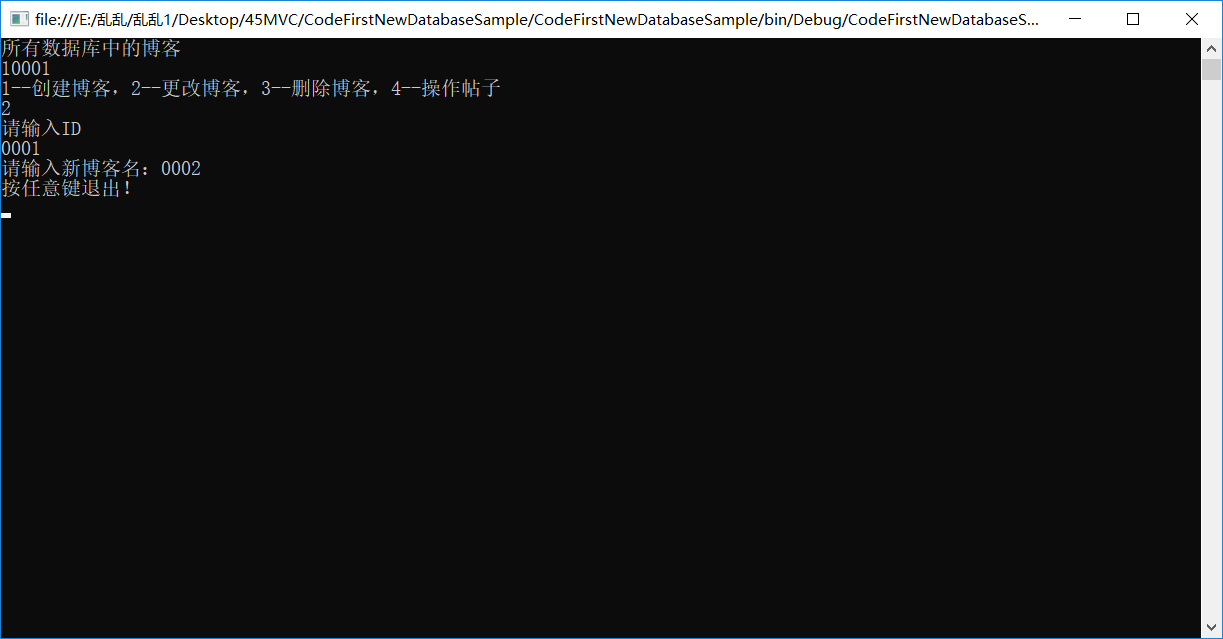 file:///E:/乱乱/乱乱1/Desktop/45MVC/CodeFirstNewDatabaseSample/CodeFirstNewDatabaseSample/bin/Debug/CodeFirstNewDatabaseS...
所有数据库中的博客
10001
1--创建博客，2--更改博客，3--删除博客，4--操作帖子
2
请输入ID
0001
请输入新博客名：0002
按任意键退出！